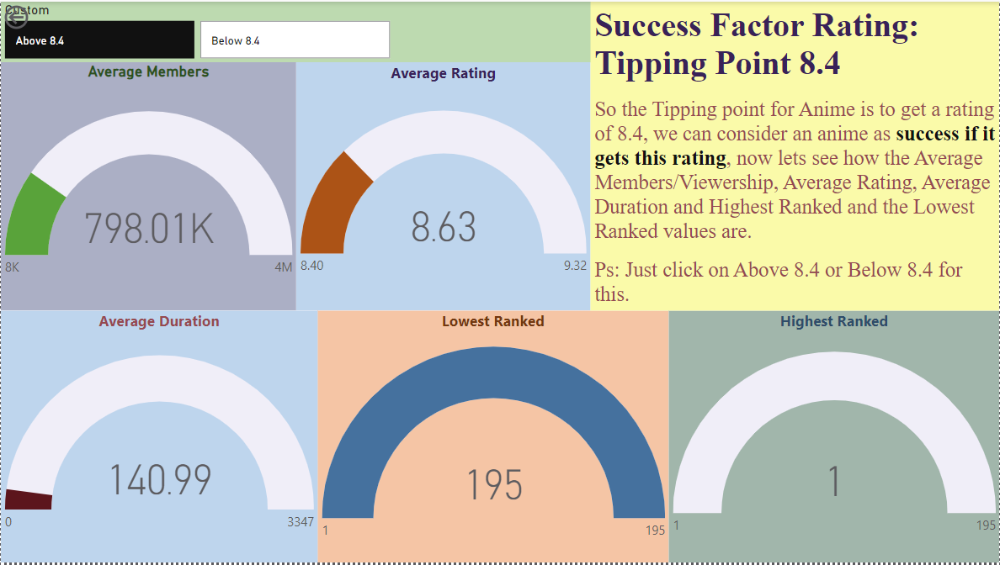 Custom
Above 8.4
Below 8.4
Success Factor Rating:
Tipping Point 8.4
So the Tipping point for Anime is to get a rating
of 8.4, we can consider an anime as success if it
gets this rating, now lets see how the Average
Members/Viewership, Average Rating, Average
Duration and Highest Ranked and the Lowest
Ranked values are.
Ps: Just click on Above 8.4 or Below 8.4 for
this.
Average Members
798.01K
8K
4M
Average Rating
8.63
8.40
9.32
Average Duration
140.99
0
3347
Lowest Ranked
195
1
195
Highest Ranked
1
1
195